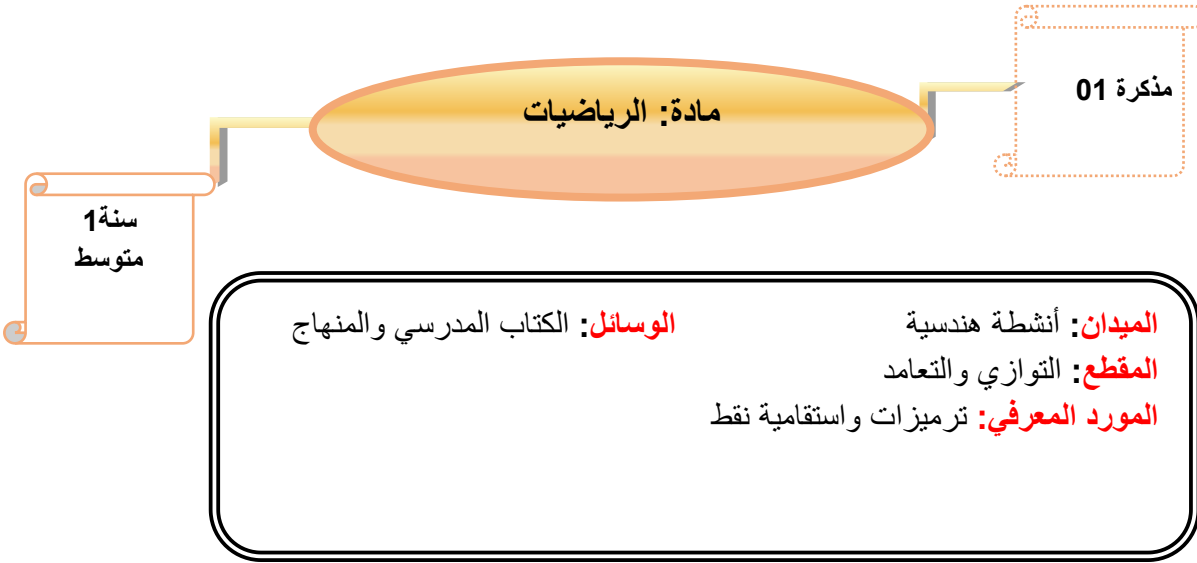 مذكرة 01
مادة: الرياضيات
سنة1
متوسط
الميدان: أنشطة هندسية الوسائل: الكتاب المدرسي والمنهاج
المقطع: التوازي والتعامد
المورد المعرفي: ترميزات واستقامية نقط